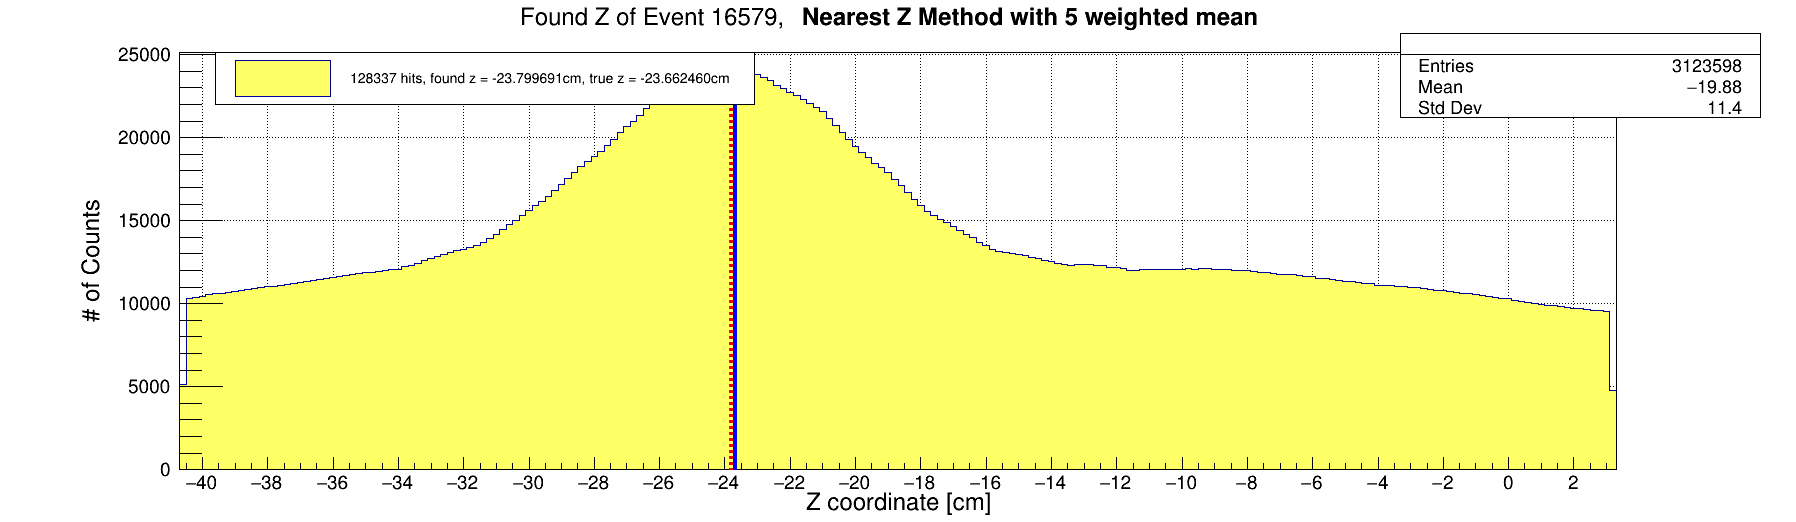 Found Z of Event 16579,   Nearest Z Method with 5 weighted mean
128337 hits, found z = -23.799691cm, true z = -23.662460cm
Entries 3123598
Mean −19.88
Std Dev 11.4
# of Counts
25000
20000
15000
10000
5000
0
−40 −38 −36 −34 −32 −30 −28 −26 −24 −22 −20 −18 −16 −14 −12 −10 −8 −6 −4 −2 0 2
Z coordinate [cm]